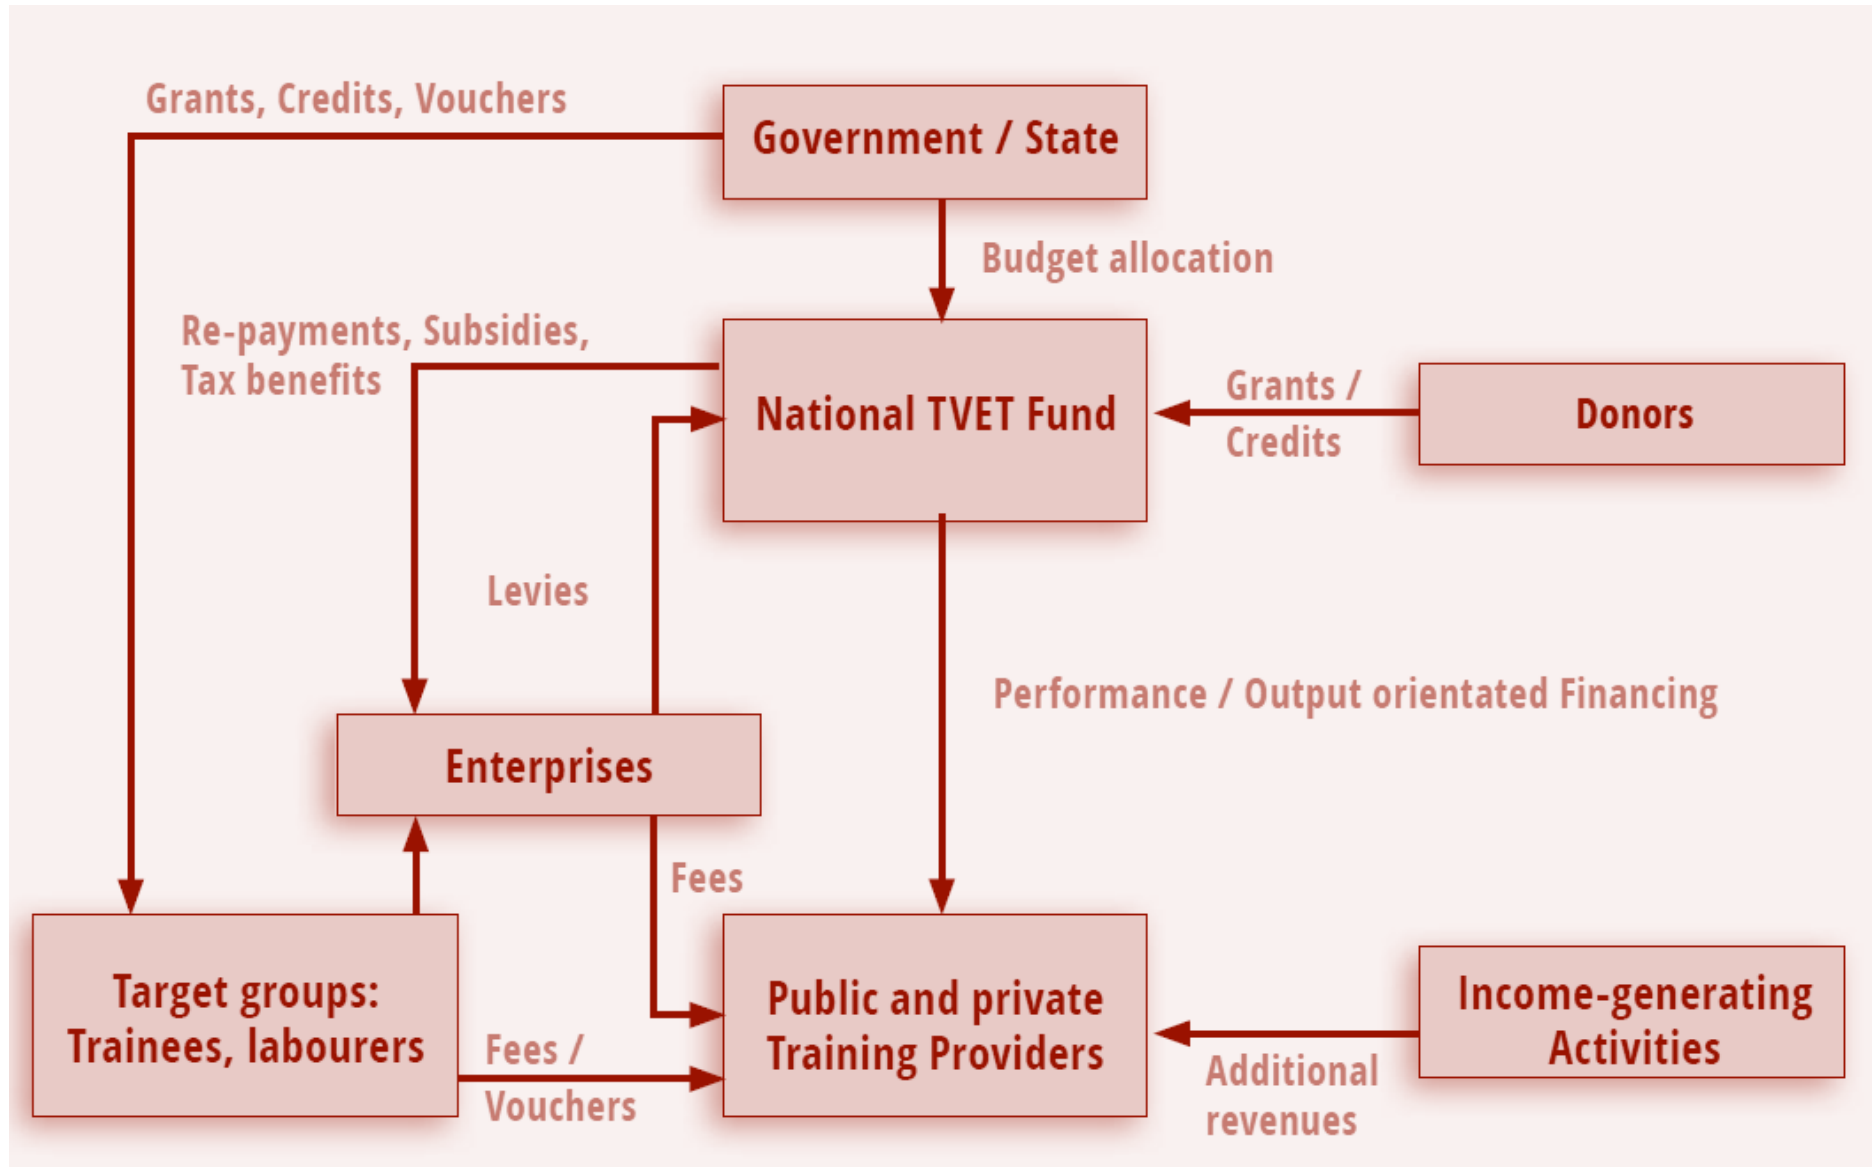 Grants, Credits, Vouchers
Government / State
Budget allocation
Re-payments, Subsidies,
Tax benefits
National TVET Fund
Grants /
Credits
Donors
Levies
Performance / Output orientated Financing
Enterprises
Fees
Target groups:
Trainees, labourers
Fees /
Vouchers
Public and private
Training Providers
Income-generating
Activities
Additional
revenues